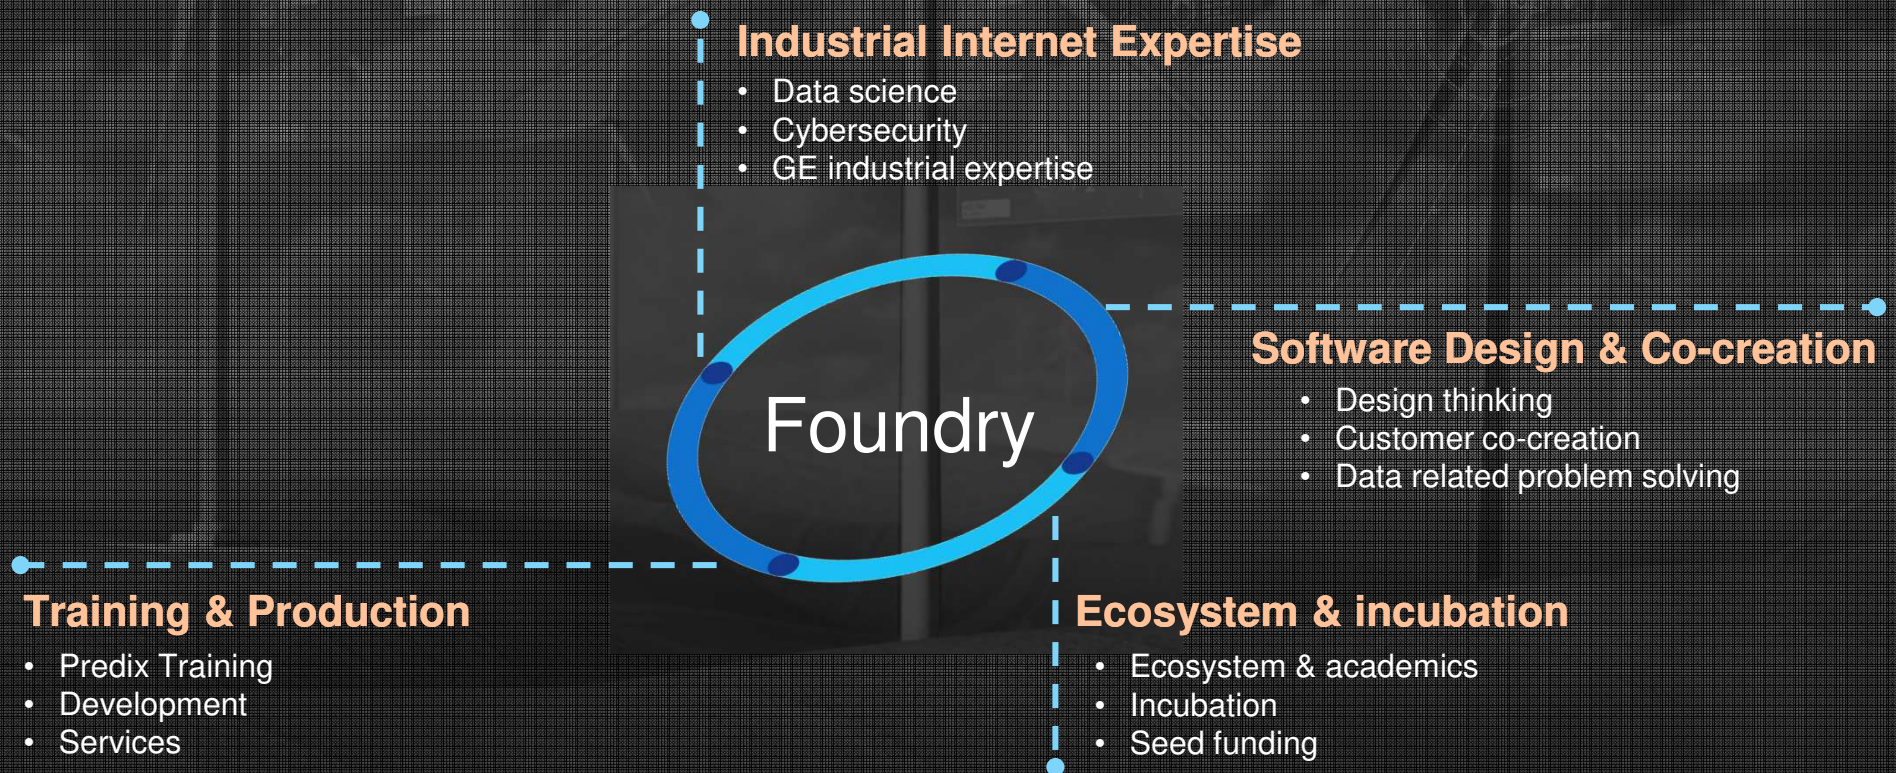 Industrial Internet Expertise
• Data science
• Cybersecurity
• GE industrial expertise
Foundry
Software Design & Co-creation
• Design thinking
• Customer co-creation
• Data related problem solving
Training & Production
• Predix Training
• Development
• Services
Ecosystem & incubation
• Ecosystem & academics
• Incubation
• Seed funding